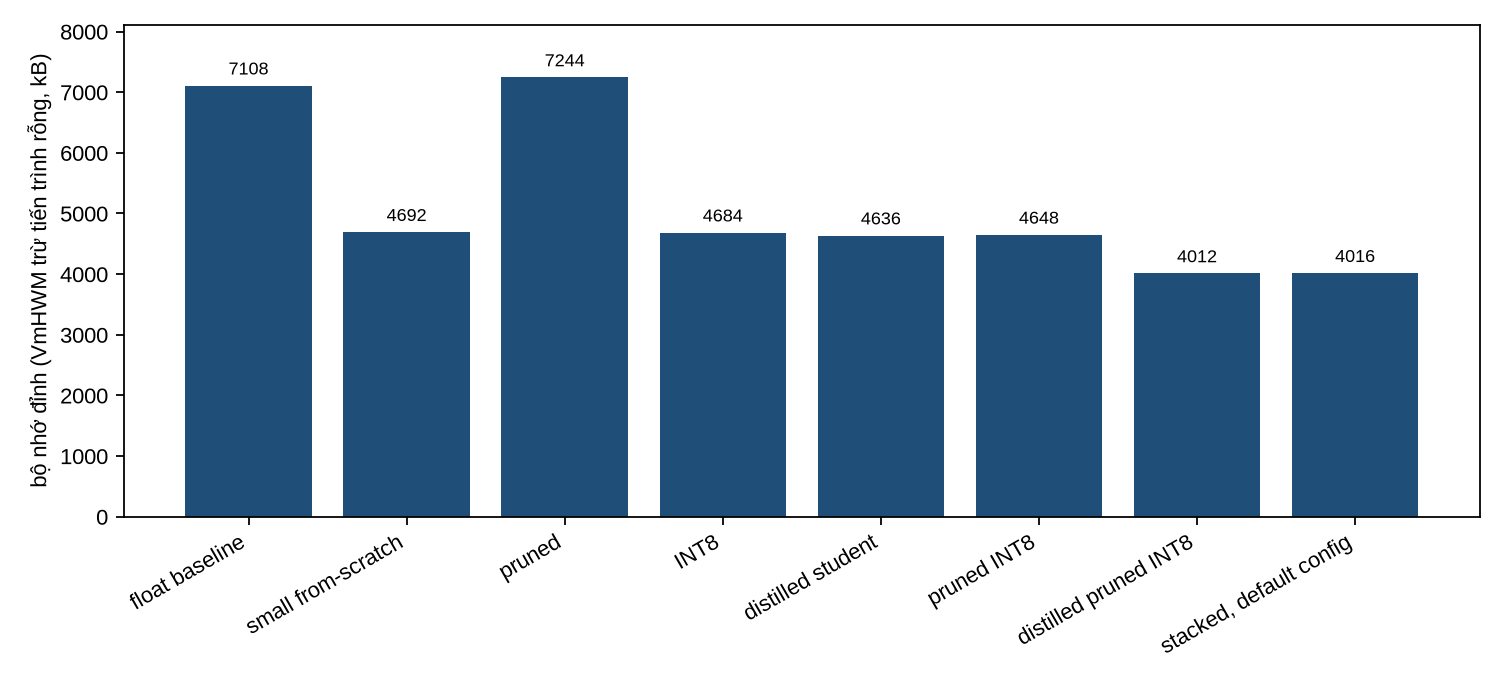 bộ nhớ đỉnh (VmHWM trừ tiến trình rỗng, kB)
8000
7000
6000
5000
4000
3000
2000
1000
0
7108
4692
7244
4684
4636
4648
4012
4016
float baseline
small from-scratch
pruned
INT8
distilled student
pruned INT8
distilled pruned INT8
stacked, default config